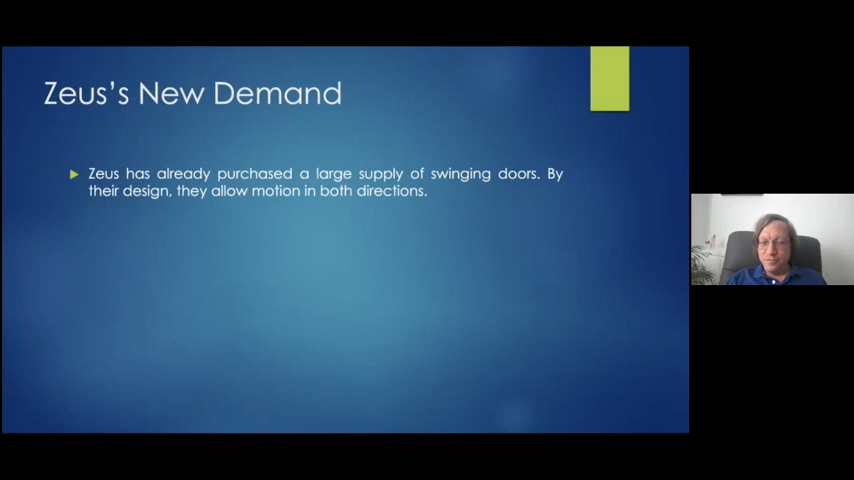 Zeus's New Demand
Zeus has already purchased a large supply of swinging doors. By
their design, they allow motion in both directions.